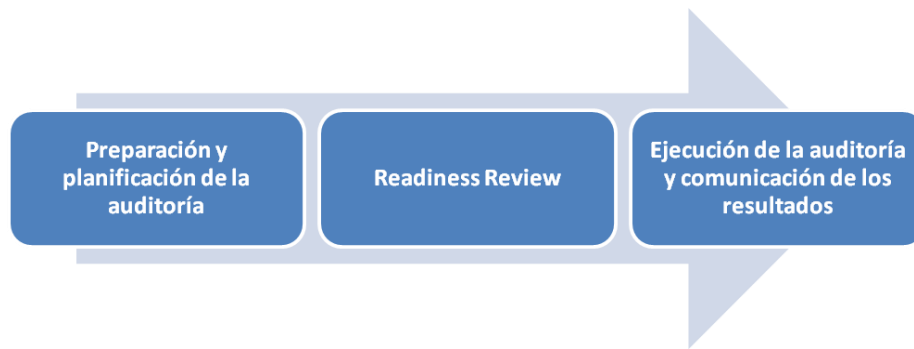 Preparación y
planificación de la
auditoría
Readiness Review
Ejecución de la auditoría
y comunicación de los
resultados